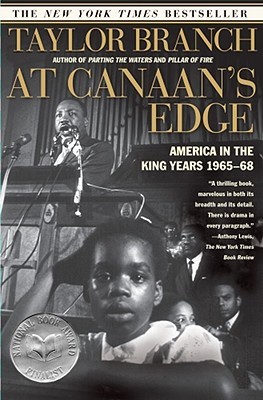 THE NEW YORK TIMES BESTSELLER
TAYLOR BRANCH
AUTHOR OF PARTING THE WATERS AND PILLAR OF FIRE
AT CANAAN'S
EDGE
AMERICA IN THE
KING YEARS 1965–68
"A thrilling book,
marvelous in both its
breadth and its detail.
There is drama in
every paragraph."
—Anthony Lewis,
The New York Times
Book Review
NATIONAL BOOK AWARD
FINALIST